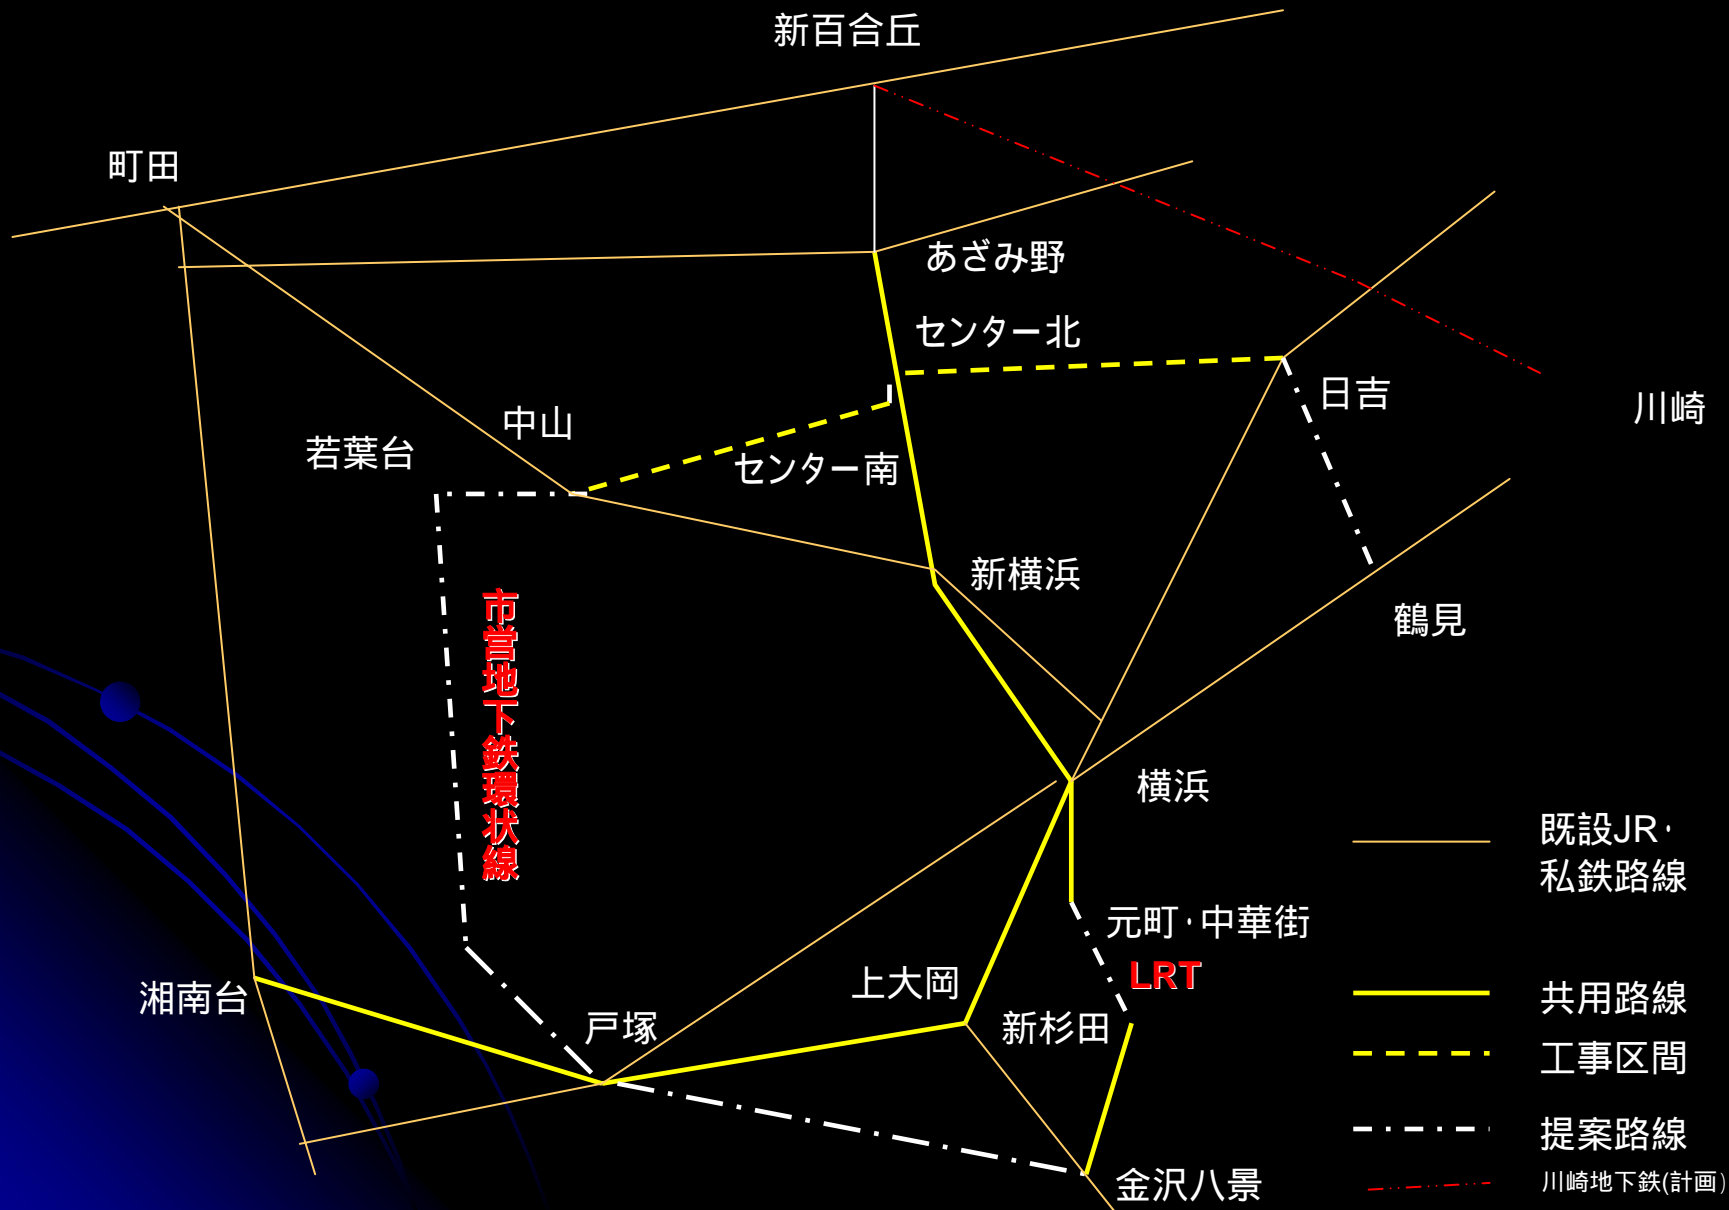 新百合丘
町田
あざみ野
センター北
日吉
川崎
中山
若葉台
センター南
新横浜
鶴見
市営地下鉄環状線
横浜
既設JR・
私鉄路線
元町・中華街
LRT
上大岡
湘南台
共用路線
戸塚
新杉田
工事区間
提案路線
金沢八景
川崎地下鉄(計画)